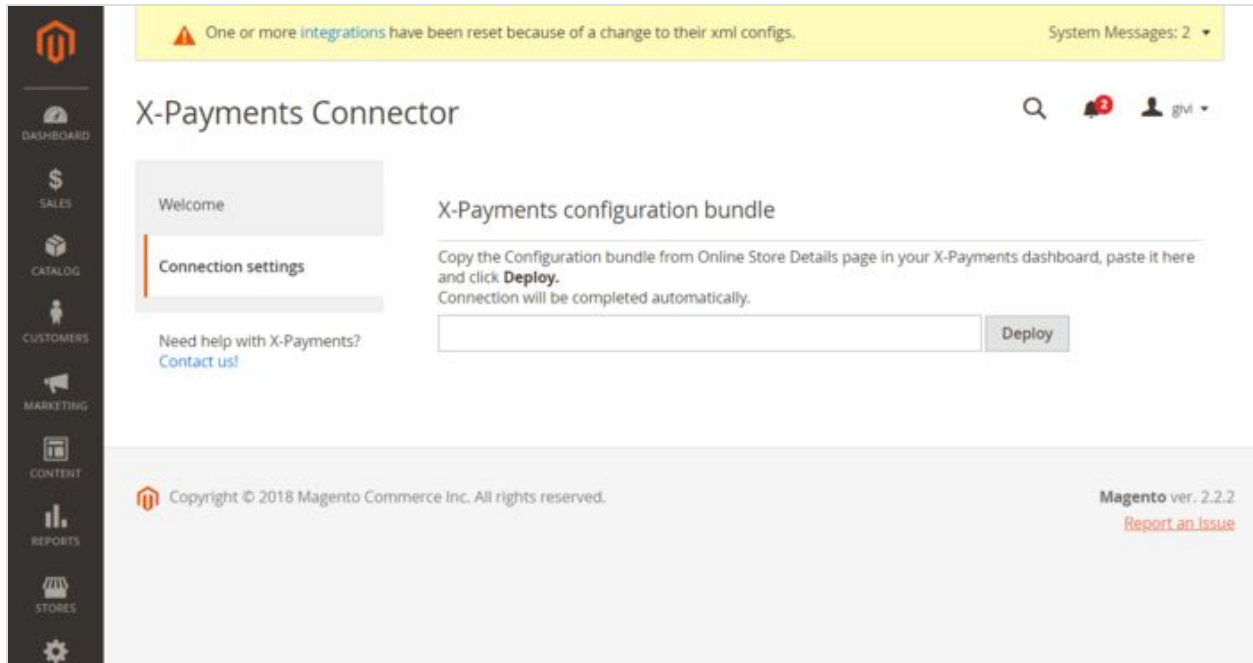 One or more integrations have been reset because of a change to their xml configs.
System Messages: 2
X-Payments Connector
2
givi
DASHBOARD
SALES
CATALOG
CUSTOMERS
MARKETING
CONTENT
REPORTS
STORES
Welcome
Connection settings
Need help with X-Payments?
Contact us!
X-Payments configuration bundle
Copy the Configuration bundle from Online Store Details page in your X-Payments dashboard, paste it here
and click Deploy.
Connection will be completed automatically.
Deploy
Copyright © 2018 Magento Commerce Inc. All rights reserved.
Magento ver. 2.2.2
Report an Issue